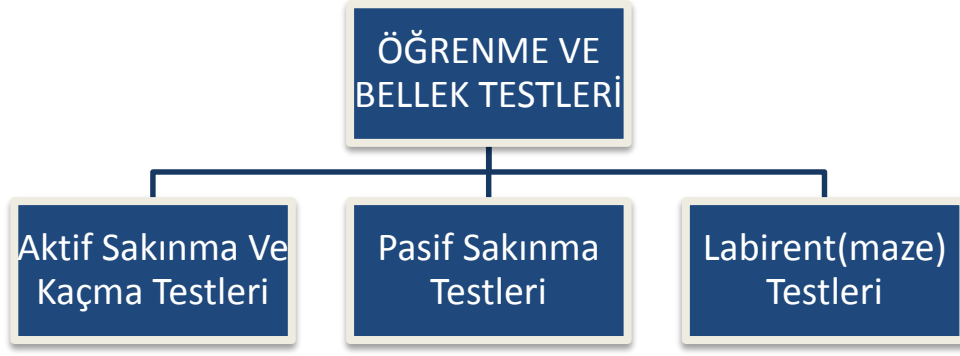 ÖĞRENME VE
BELLEK TESTLERİ
Aktif Sakınma Ve
Kaçma Testleri
Pasif Sakınma
Testleri
Labirent(maze)
Testleri